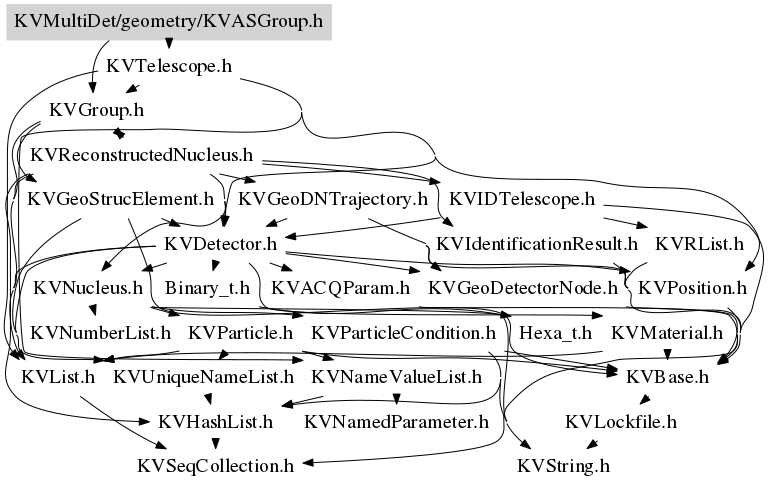 KVMultiDet/geometry/KVASGroup.h
KVTelescope.h
KVGroup.h
KVReconstructedNucleus.h
KVGeoStrucElement.h KVGeoDNTrajectory.h KVIDTelescope.h
KVDetector.h KVIdentificationResult.h KVRList.h
KVNucleus.h Binary_t.h KVACQParam.h KVGeoDetectorNode.h KVPosition.h
KVNumberList.h KVParticle.h KVParticleCondition.h Hexa_t.h KVMaterial.h
KVList.h KVUniqueNameList.h KVNameValueList.h KVBase.h
KVHashList.h KVNamedParameter.h KVLockfile.h
KVSeqCollection.h KVString.h